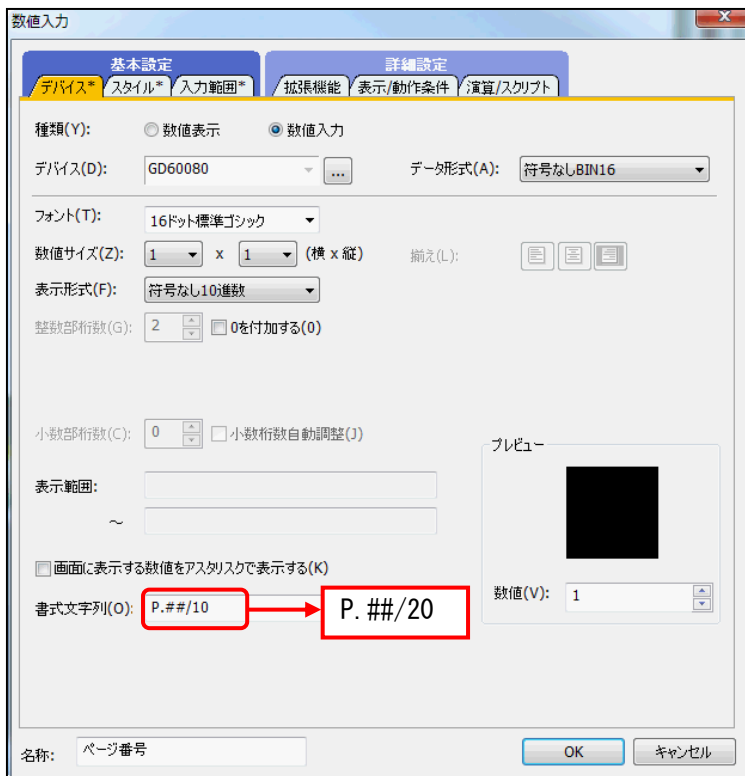 数値入力
基本設定
詳細設定
デバイス* スタイル* 入力範囲* 拡張機能 表示/動作条件 演算/スクリプト
種類(Y): 数値表示 数値入力
デバイス(D): GD60080 ... データ形式(A): 符号なしBIN16
フォント(T): 16ドット標準ゴシック
数値サイズ(Z): 1 x 1 (横 x 縦) 揃え(L):
表示形式(F): 符号なし10進数
整数部桁数(G): 2 0を付加する(0)
小数部桁数(C): 0 小数桁数自動調整(J)
プレビュー
表示範囲:
~
画面に表示する数値をアスタリスクで表示する(K)
書式文字列(O): P.##/10 P.##/20
数値(V): 1
名称: ページ番号 OK キャンセル